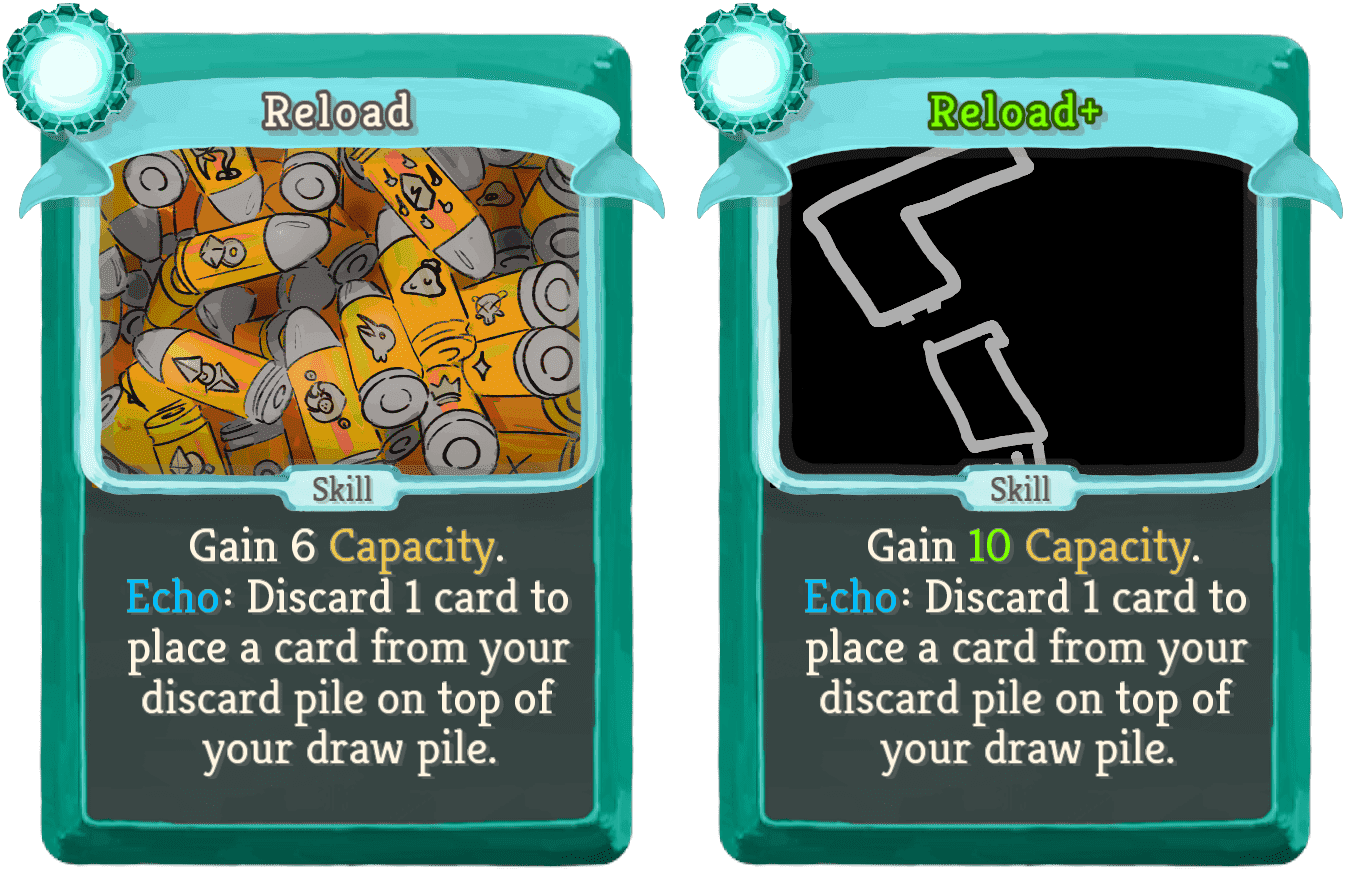 Reload
Skill
Gain 6 Capacity.
Echo: Discard 1 card to
place a card from your
discard pile on top of
your draw pile.
Reload+
Skill
Gain 10 Capacity.
Echo: Discard 1 card to
place a card from your
discard pile on top of
your draw pile.